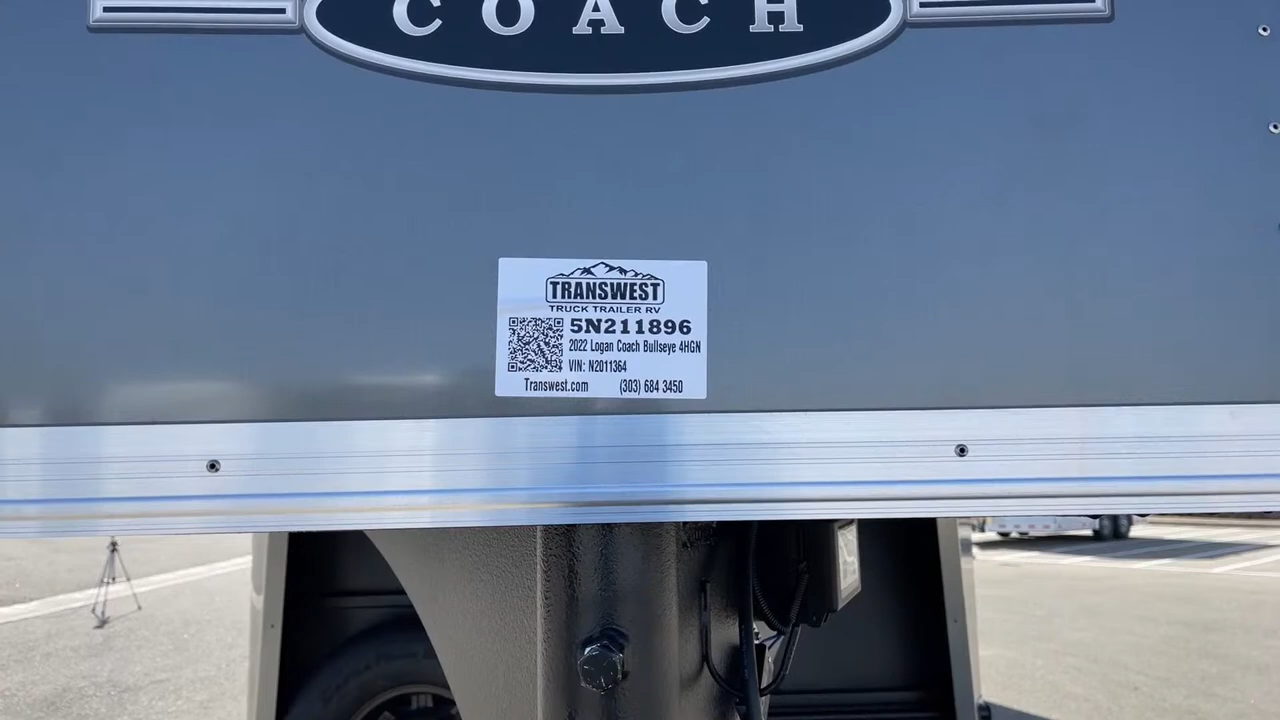 COACH
TRANSWEST
TRUCK TRAILER RV
5N211896
2022 Logan Coach Bullseye 4HGN
VIN: N2011364
Transwest.com (303) 684 3450